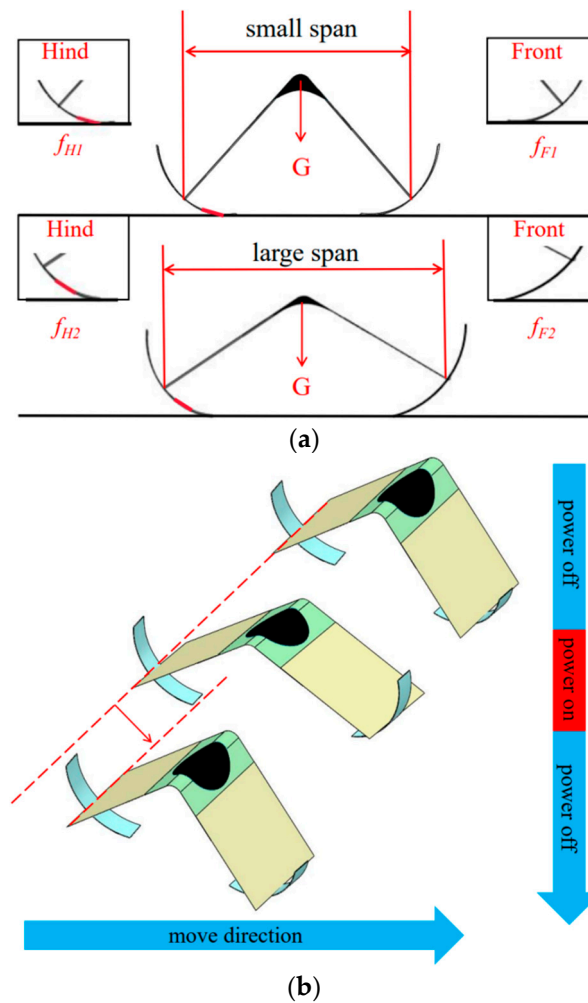 Hind
small span
Front
f_H1
G
f_F1
Hind
large span
Front
f_H2
G
f_F2
(a)
power off
power on
power off
move direction
(b)